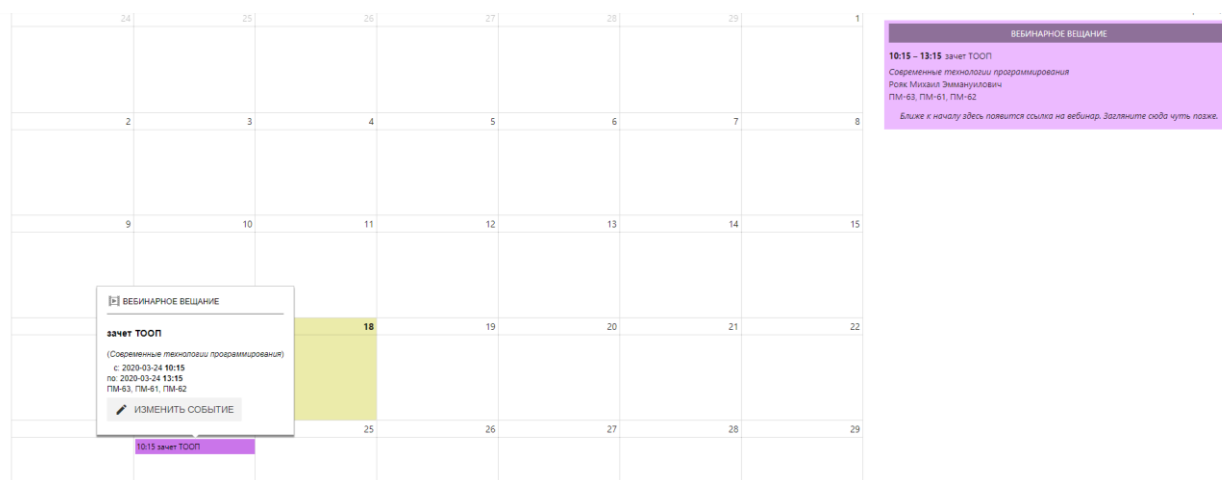 24 25 26 27 28 29 1
2 3 4 5 6 7 8
9 10 11 12 13 14 15
18 19 20 21 22
25 26 27 28 29
10:15 зачет ТООП
ВЕБИНАРНОЕ ВЕЩАНИЕ
зачет ТООП
(Современные технологии программирования)
с: 2020-03-24 10:15
по: 2020-03-24 13:15
ПМ-63, ПМ-61, ПМ-62
ИЗМЕНИТЬ СОБЫТИЕ
ВЕБИНАРНОЕ ВЕЩАНИЕ
10:15 – 13:15 зачет ТООП
Современные технологии программирования
Рояк Михаил Эммануилович
ПМ-63, ПМ-61, ПМ-62
Ближе к началу здесь появится ссылка на вебинар. Загляните сюда чуть позже.